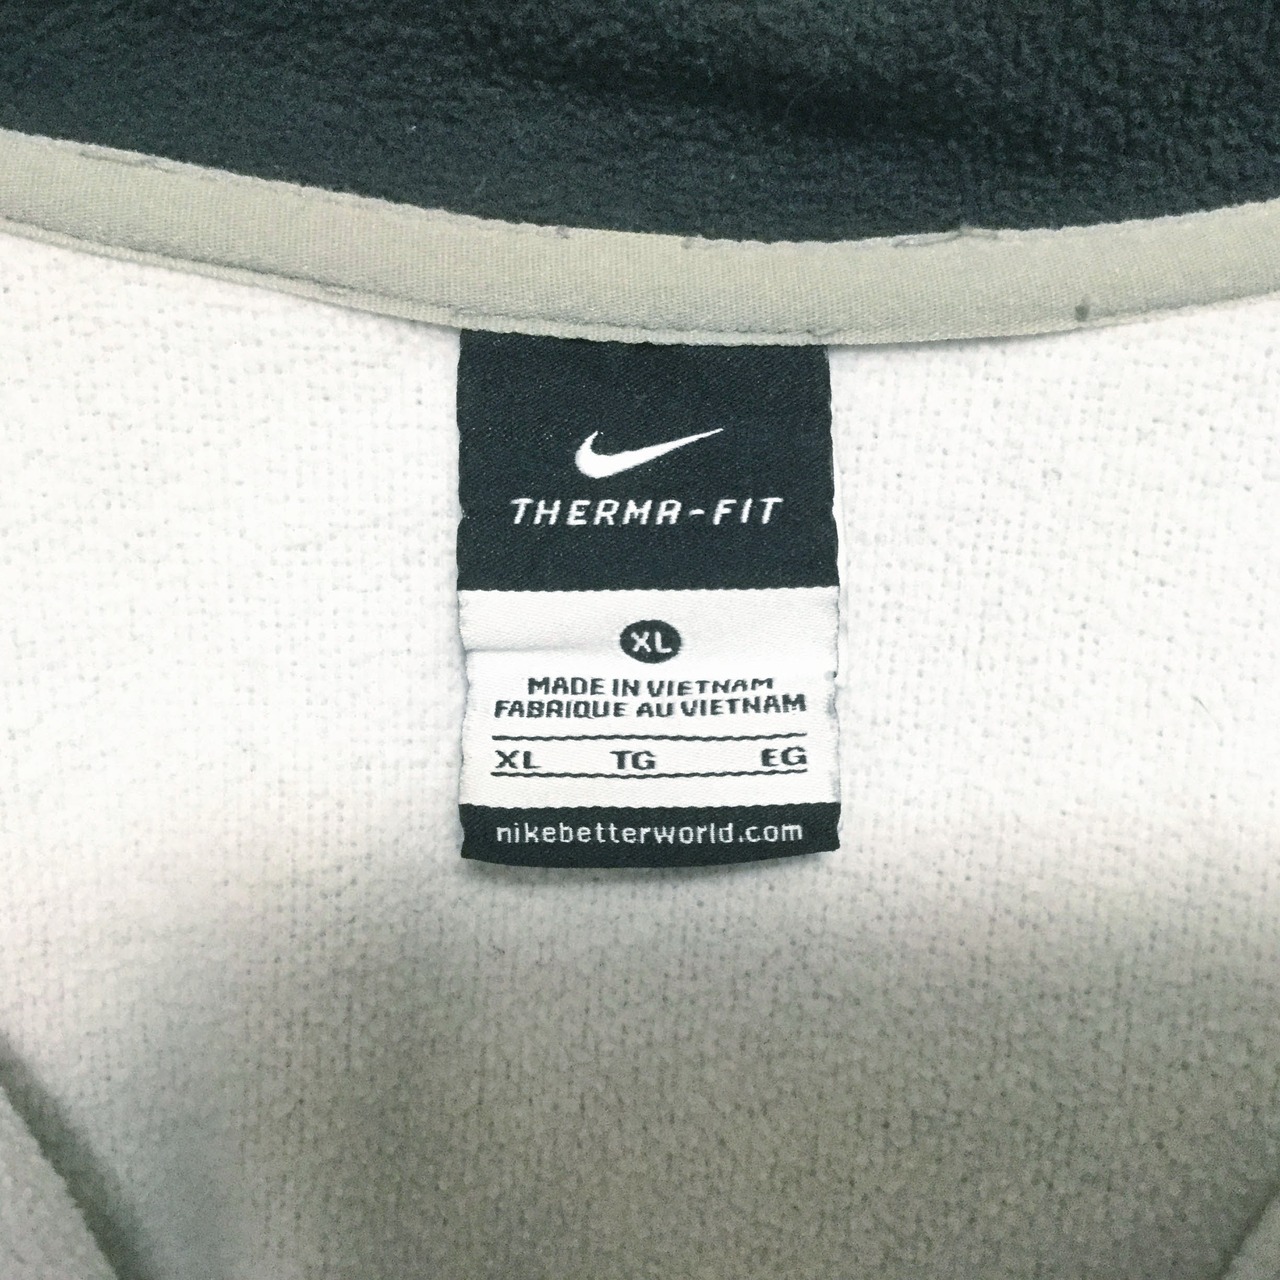 THERMA-FIT
XL
MADE IN VIETNAM
FABRIQUE AU VIETNAM
XL TG EG
nikebetterworld.com